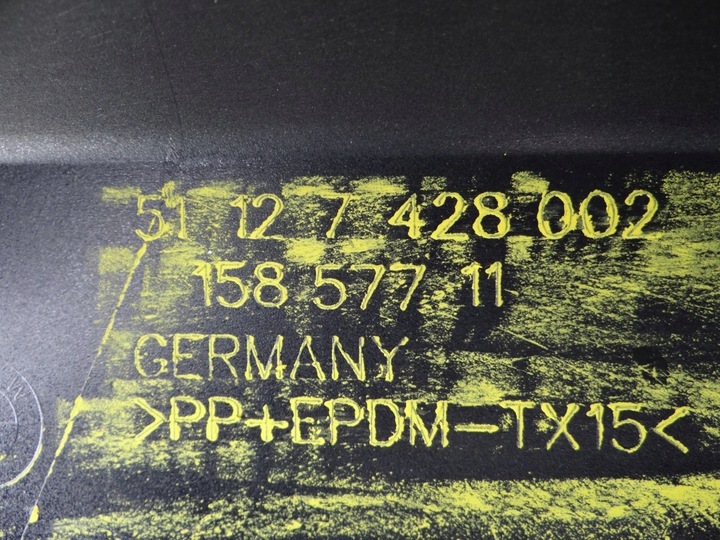 51 12 7 428 002
158 577 11
GERMANY
>PP+EPDM-TX15<